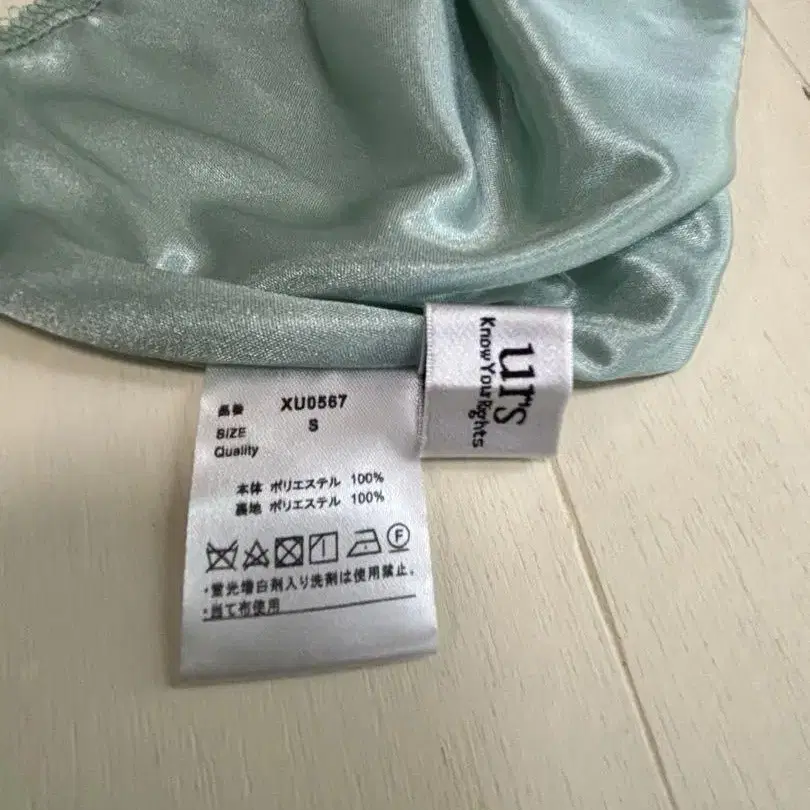 品番 XU0567
SIZE S
Quality
本体 ポリエステル 100%
裏地 ポリエステル 100%
F
・蛍光増白剤入り洗剤は使用禁止。
・当て布使用
urs
Know Your Rights